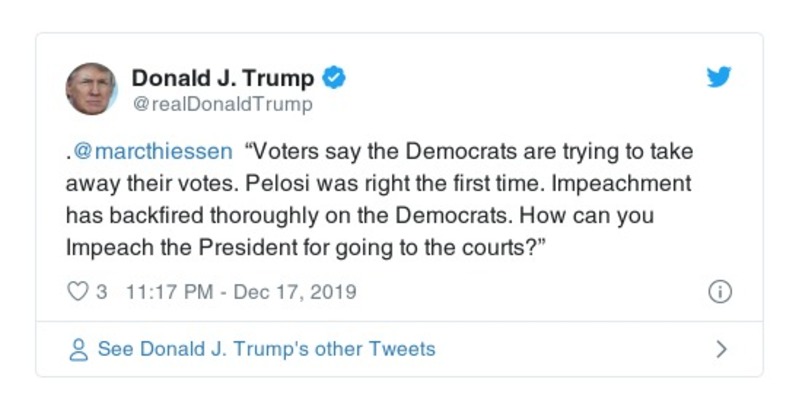 Donald J. Trump
@realDonaldTrump
.@marcthiessen “Voters say the Democrats are trying to take
away their votes. Pelosi was right the first time. Impeachment
has backfired thoroughly on the Democrats. How can you
Impeach the President for going to the courts?”
3 11:17 PM - Dec 17, 2019
See Donald J. Trump's other Tweets